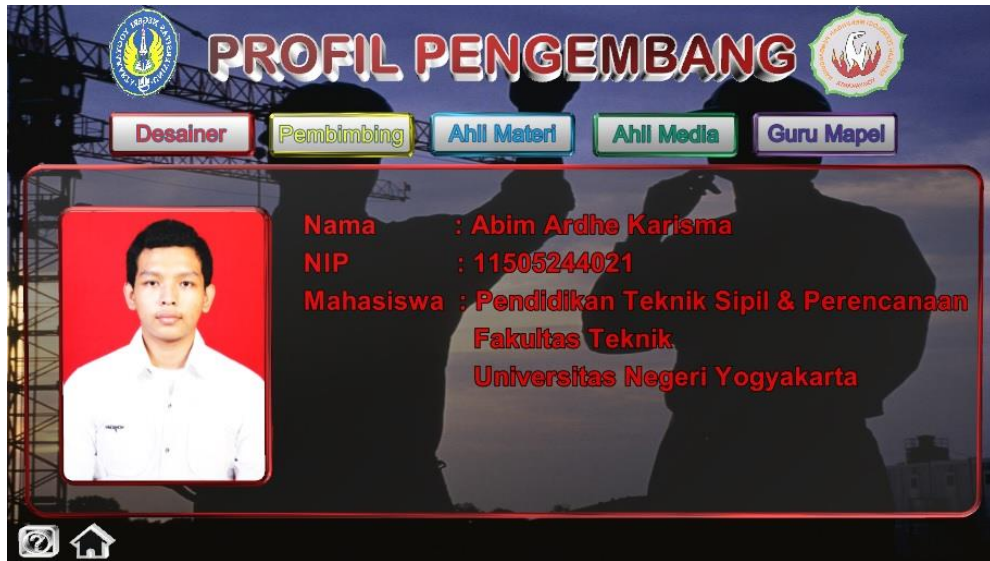 PROFIL PENGEMBANG
Desainer
Pembimbing
Ahli Materi
Ahli Media
Guru Mapel
Nama : Abim Ardhe Karisma
NIP : 11505244021
Mahasiswa : Pendidikan Teknik Sipil & Perencanaan
Fakultas Teknik
Universitas Negeri Yogyakarta